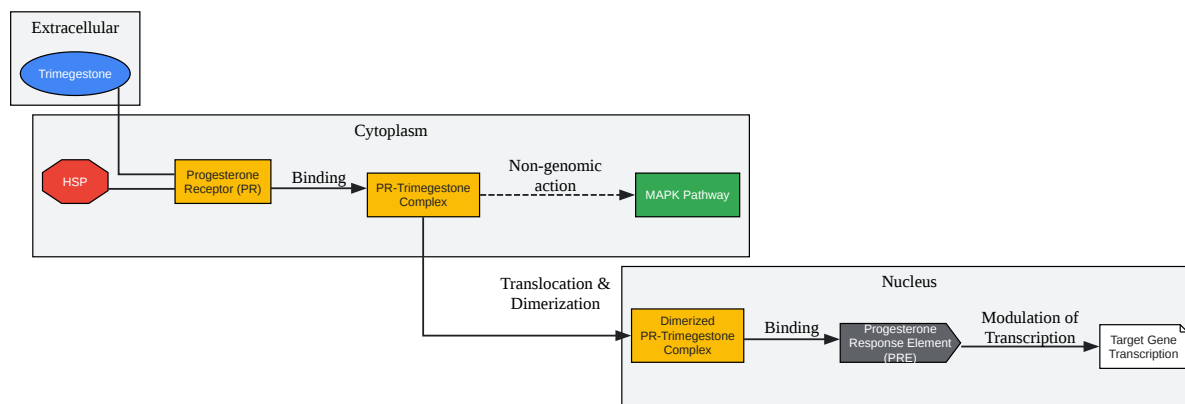 Extracellular
Trimegestone
Cytoplasm
HSP
Progesterone
Receptor (PR)
Binding
PR-Trimegestone
Complex
Non-genomic
action
MAPK Pathway
Translocation &
Dimerization
Nucleus
Dimerized
PR-Trimegestone
Complex
Binding
Progesterone
Response Element
(PRE)
Modulation of
Transcription
Target Gene
Transcription